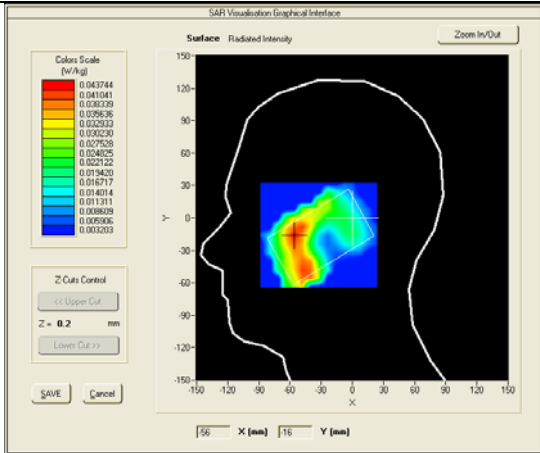 SAR Visualisation Graphical Interface
Surface Radiated Intensity
Zoom In/Out
Colors Scale
(W/kg)
0.043744
0.041041
0.038339
0.035636
0.032933
0.030230
0.027528
0.024825
0.022122
0.019420
0.016717
0.014014
0.011311
0.008609
0.005906
0.003203
Z-Cuts Control
<< Upper Cut
Z = 0.2 mm
Lower Cut >>
SAVE Cancel
150-
120-
90-
60-
30-
0-
-30-
-60-
-90-
-120-
-150-
Y
-150 -120 -90 -60 -30 0 30 60 90 120 150
X
-56 X (mm) -16 Y (mm)